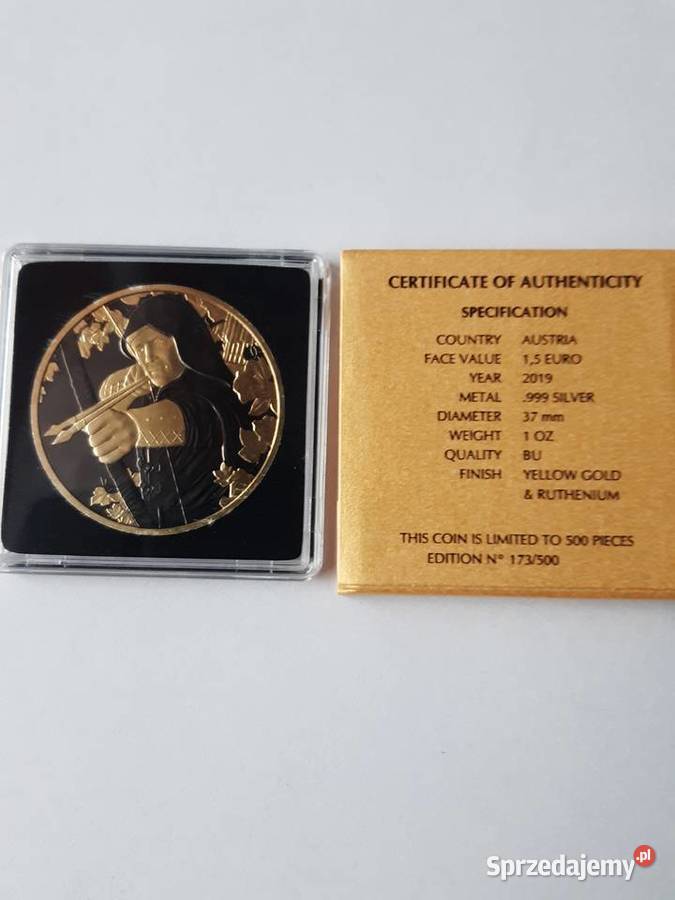 CERTIFICATE OF AUTHENTICITY
SPECIFICATION
COUNTRY AUSTRIA
FACE VALUE 1,5 EURO
YEAR 2019
METAL .999 SILVER
DIAMETER 37 mm
WEIGHT 1 OZ
QUALITY BU
FINISH YELLOW GOLD
& RUTHENIUM
THIS COIN IS LIMITED TO 500 PIECES
EDITION N° 173/500
Sprzedajemy.pl